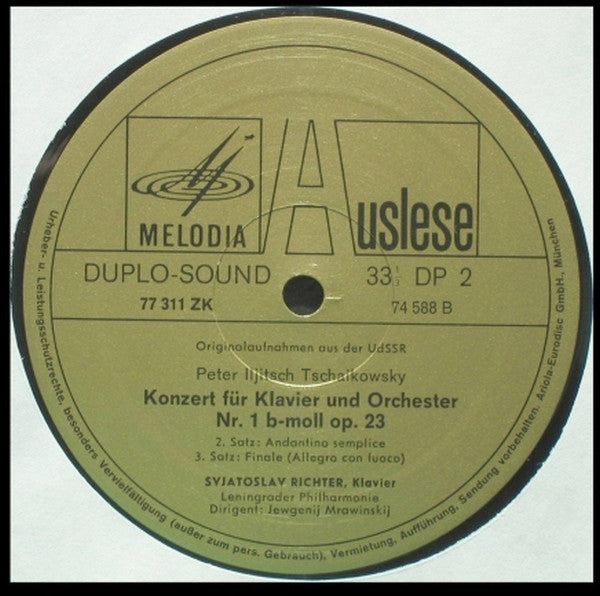 MELODIA
Auslese
DUPLO-SOUND 33⅓ DP 2
77 311 ZK 74 588 B
Originalaufnahmen aus der UdSSR
Peter Iljitsch Tschaikowsky
Konzert für Klavier und Orchester
Nr. 1 b-moll op. 23
2. Satz: Andantino semplice
3. Satz: Finale (Allegro con fuoco)
SVJATOSLAV RICHTER, Klavier
Leningrader Philharmonie
Dirigent: Jewgenij Mrawinskij
Urheber- u. Leistungsschutzrechte, besonders Vervielfältigung (außer zum pers. Gebrauch), Vermietung, Aufführung, Sendung vorbehalten. Ariola-Eurodisc GmbH., München